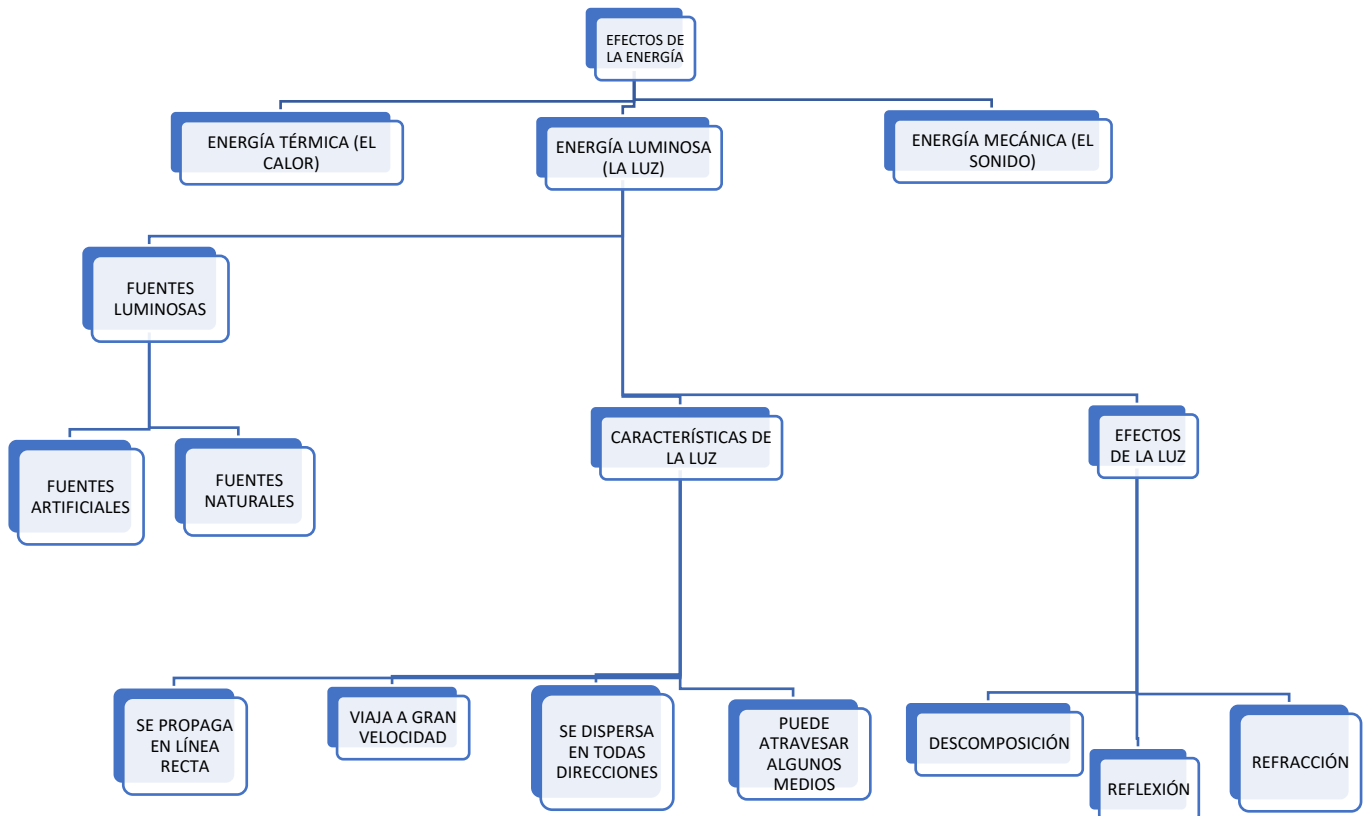 EFECTOS DE
LA ENERGÍA
ENERGÍA TÉRMICA (EL
CALOR)
ENERGÍA LUMINOSA
(LA LUZ)
ENERGÍA MECÁNICA (EL
SONIDO)
FUENTES
LUMINOSAS
FUENTES
ARTIFICIALES
FUENTES
NATURALES
CARACTERÍSTICAS DE
LA LUZ
EFECTOS
DE LA LUZ
SE PROPAGA
EN LÍNEA
RECTA
VIAJA A GRAN
VELOCIDAD
SE DISPERSA
EN TODAS
DIRECCIONES
PUEDE
ATRAVESAR
ALGUNOS
MEDIOS
DESCOMPOSICIÓN
REFLEXIÓN
REFRACCIÓN